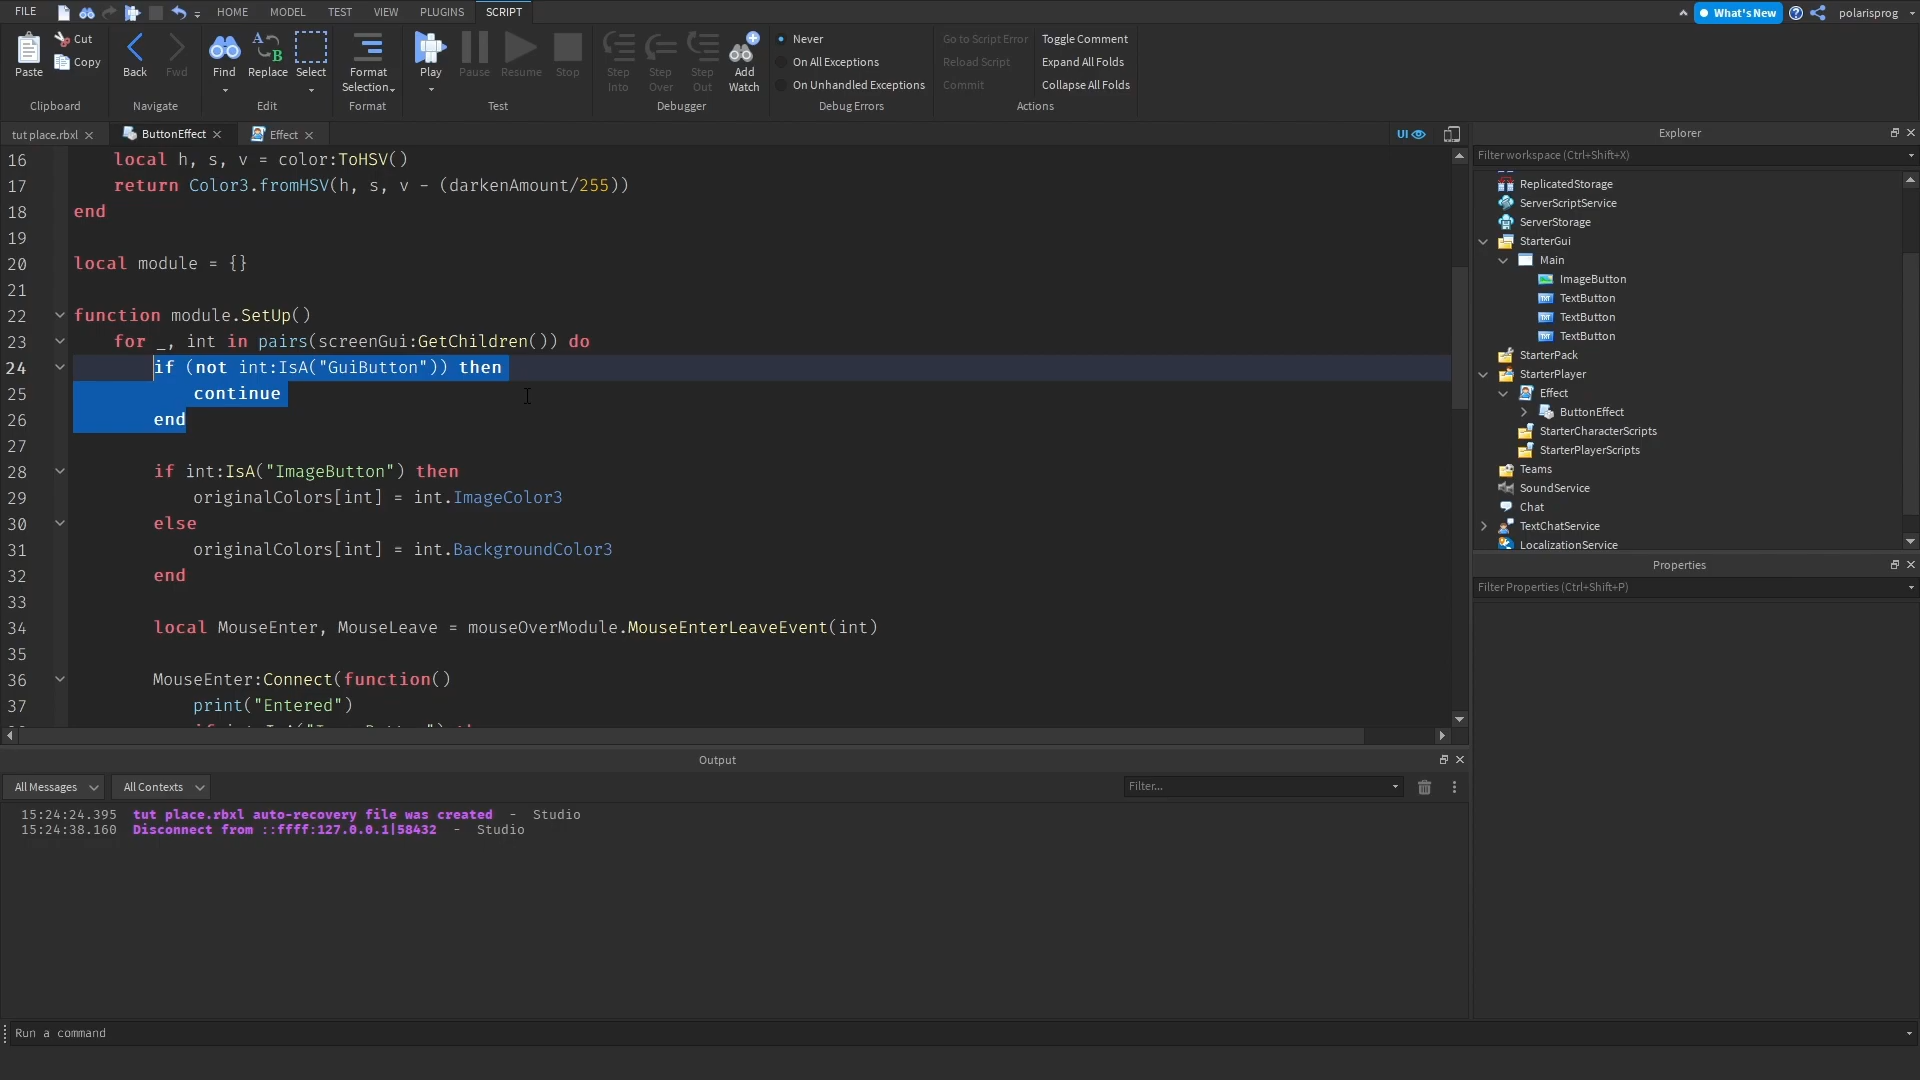 FILE
HOME
MODEL
TEST
VIEW
PLUGINS
SCRIPT
What's New
polarisprog
Paste
Cut
Copy
Clipboard
Back
Fwd
Navigate
Find
Replace
Select
Edit
Format
Selection
Format
Play
Pause
Resume
Stop
Test
Step
Into
Step
Over
Step
Out
Add
Watch
Debugger
Never
On All Exceptions
On Unhandled Exceptions
Debug Errors
Go to Script Error
Reload Script
Commit
Toggle Comment
Expand All Folds
Collapse All Folds
Actions
tut place.rbxl
ButtonEffect
Effect
UI
16 local h, s, v = color:ToHSV()
17 return Color3.fromHSV(h, s, v - (darkenAmount/255))
18 end
19
20 local module = {}
21
22 function module.SetUp()
23 for _, int in pairs(screenGui:GetChildren()) do
24 if (not int:IsA("GuiButton")) then
25 continue
26 end
27
28 if int:IsA("ImageButton") then
29 originalColors[int] = int.ImageColor3
30 else
31 originalColors[int] = int.BackgroundColor3
32 end
33
34 local MouseEnter, MouseLeave = mouseOverModule.MouseEnterLeaveEvent(int)
35
36 MouseEnter:Connect(function()
37 print("Entered")
Explorer
Filter workspace (Ctrl+Shift+X)
ReplicatedStorage
ServerScriptService
ServerStorage
StarterGui
Main
ImageButton
TextButton
TextButton
TextButton
StarterPack
StarterPlayer
Effect
ButtonEffect
StarterCharacterScripts
StarterPlayerScripts
Teams
SoundService
Chat
TextChatService
LocalizationService
Properties
Filter Properties (Ctrl+Shift+P)
Output
All Messages
All Contexts
Filter...
15:24:24.395 tut place.rbxl auto-recovery file was created - Studio
15:24:38.160 Disconnect from ::ffff:127.0.0.1|58432 - Studio
Run a command